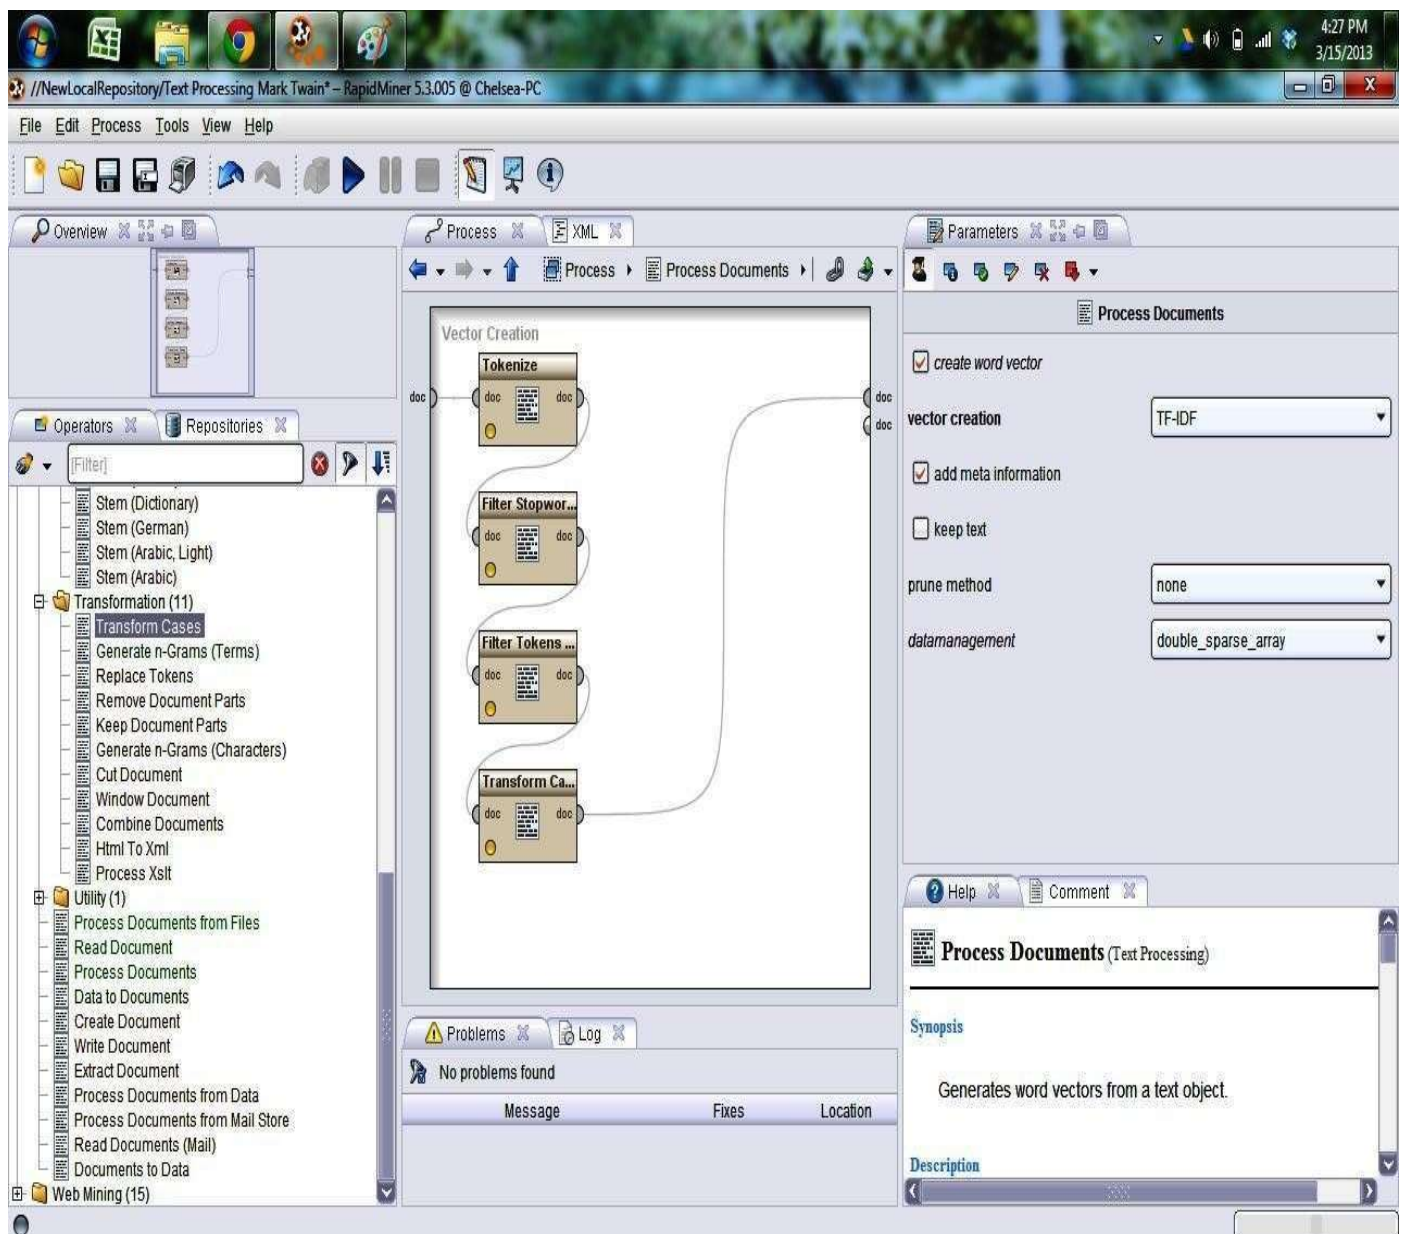 4:27 PM
3/15/2013
//NewLocalRepository/Text Processing Mark Twain* – RapidMiner 5.3.005 @ Chelsea-PC
File Edit Process Tools View Help
Overview
Process XML
Parameters
Process Process Documents
Process Documents
Vector Creation
Tokenize
doc doc doc doc
doc
Filter Stopwor...
doc doc
Filter Tokens ...
doc doc
Transform Ca...
doc doc
create word vector
vector creation TF-IDF
add meta information
keep text
prune method none
datamanagement double_sparse_array
Operators Repositories
[Filter]
Stem (Dictionary)
Stem (German)
Stem (Arabic, Light)
Stem (Arabic)
Transformation (11)
Transform Cases
Generate n-Grams (Terms)
Replace Tokens
Remove Document Parts
Keep Document Parts
Generate n-Grams (Characters)
Cut Document
Window Document
Combine Documents
Html To Xml
Process Xslt
Utility (1)
Process Documents from Files
Read Document
Process Documents
Data to Documents
Create Document
Write Document
Extract Document
Process Documents from Data
Process Documents from Mail Store
Read Documents (Mail)
Documents to Data
Web Mining (15)
Problems Log
No problems found
Message Fixes Location
Help Comment
Process Documents (Text Processing)
Synopsis
Generates word vectors from a text object.
Description